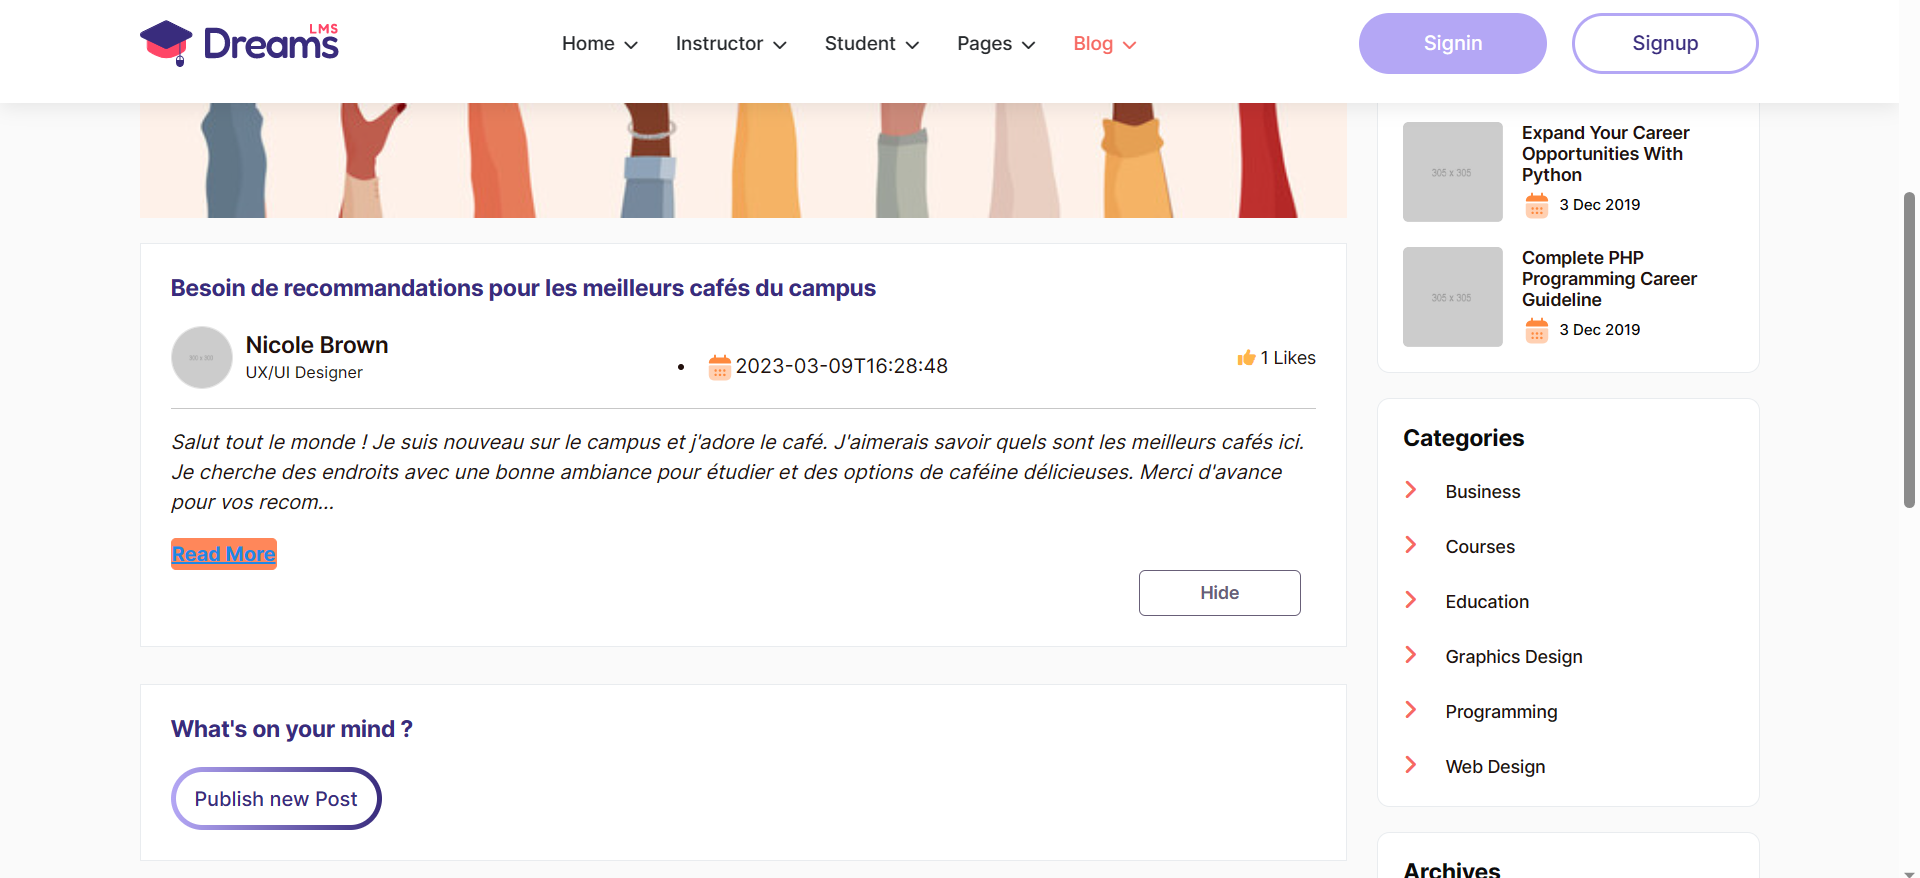 LMS
Dreams
Home
Instructor
Student
Pages
Blog
Signin
Signup
Besoin de recommandations pour les meilleurs cafés du campus
Nicole Brown
UX/UI Designer
2023-03-09T16:28:48
1 Likes
Salut tout le monde ! Je suis nouveau sur le campus et j'adore le café. J'aimerais savoir quels sont les meilleurs cafés ici.
Je cherche des endroits avec une bonne ambiance pour étudier et des options de caféine délicieuses. Merci d'avance
pour vos recom...
Read More
Hide
What's on your mind ?
Publish new Post
305 x 305
Expand Your Career
Opportunities With
Python
3 Dec 2019
305 x 305
Complete PHP
Programming Career
Guideline
3 Dec 2019
Categories
Business
Courses
Education
Graphics Design
Programming
Web Design
Archives